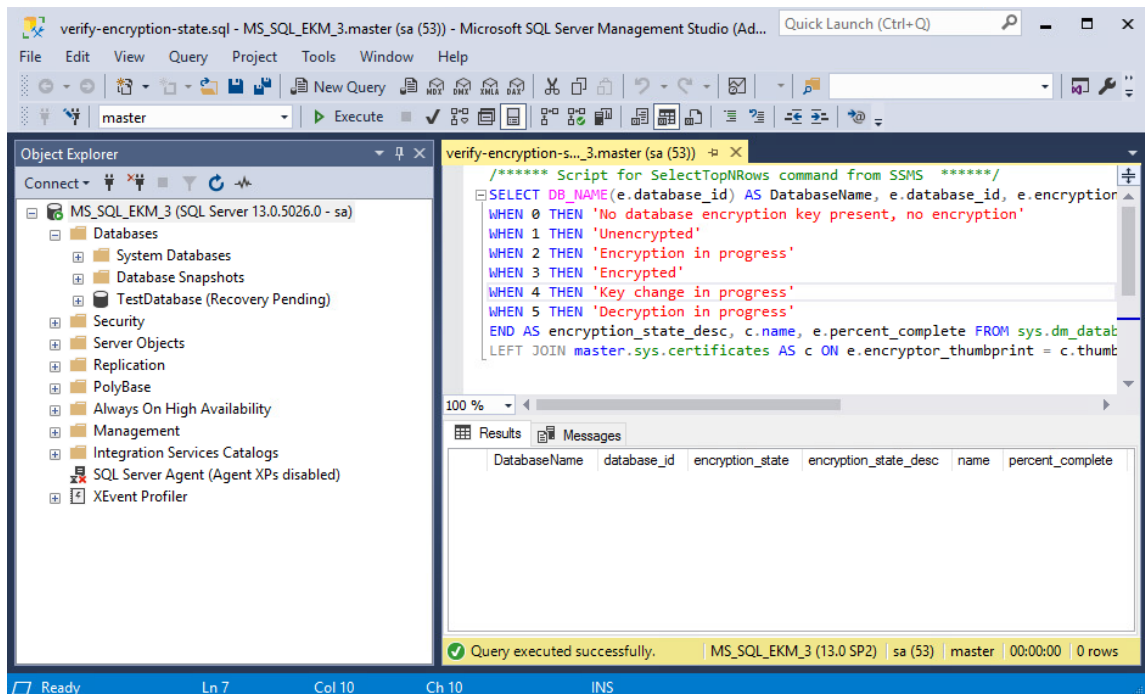 verify-encryption-state.sql - MS_SQL_EKM_3.master (sa (53)) - Microsoft SQL Server Management Studio (Ad...
Quick Launch (Ctrl+Q)
File Edit View Query Project Tools Window Help
New Query
master
Execute
Object Explorer
Connect
MS_SQL_EKM_3 (SQL Server 13.0.5026.0 - sa)
Databases
System Databases
Database Snapshots
TestDatabase (Recovery Pending)
Security
Server Objects
Replication
PolyBase
Always On High Availability
Management
Integration Services Catalogs
SQL Server Agent (Agent XPs disabled)
XEvent Profiler
verify-encryption-s..._3.master (sa (53))
/****** Script for SelectTopNRows command from SSMS ******/
SELECT DB_NAME(e.database_id) AS DatabaseName, e.database_id, e.encryption
WHEN 0 THEN 'No database encryption key present, no encryption'
WHEN 1 THEN 'Unencrypted'
WHEN 2 THEN 'Encryption in progress'
WHEN 3 THEN 'Encrypted'
WHEN 4 THEN 'Key change in progress'
WHEN 5 THEN 'Decryption in progress'
END AS encryption_state_desc, c.name, e.percent_complete FROM sys.dm_datab
LEFT JOIN master.sys.certificates AS c ON e.encryptor_thumbprint = c.thumb
100 %
Results Messages
DatabaseName database_id encryption_state encryption_state_desc name percent_complete
Query executed successfully. MS_SQL_EKM_3 (13.0 SP2) sa (53) master 00:00:00 0 rows
Ready Ln 7 Col 10 Ch 10 INS